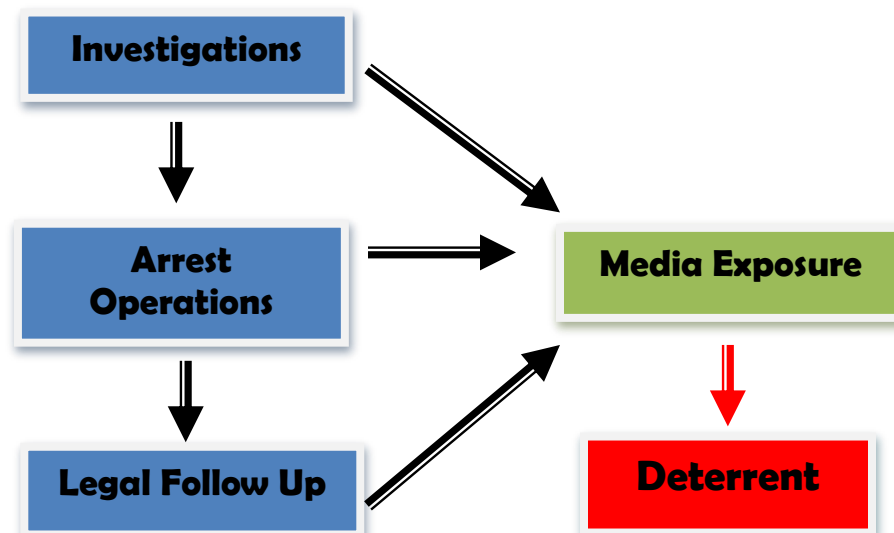 Investigations
Arrest
Operations
Media Exposure
Legal Follow Up
Deterrent